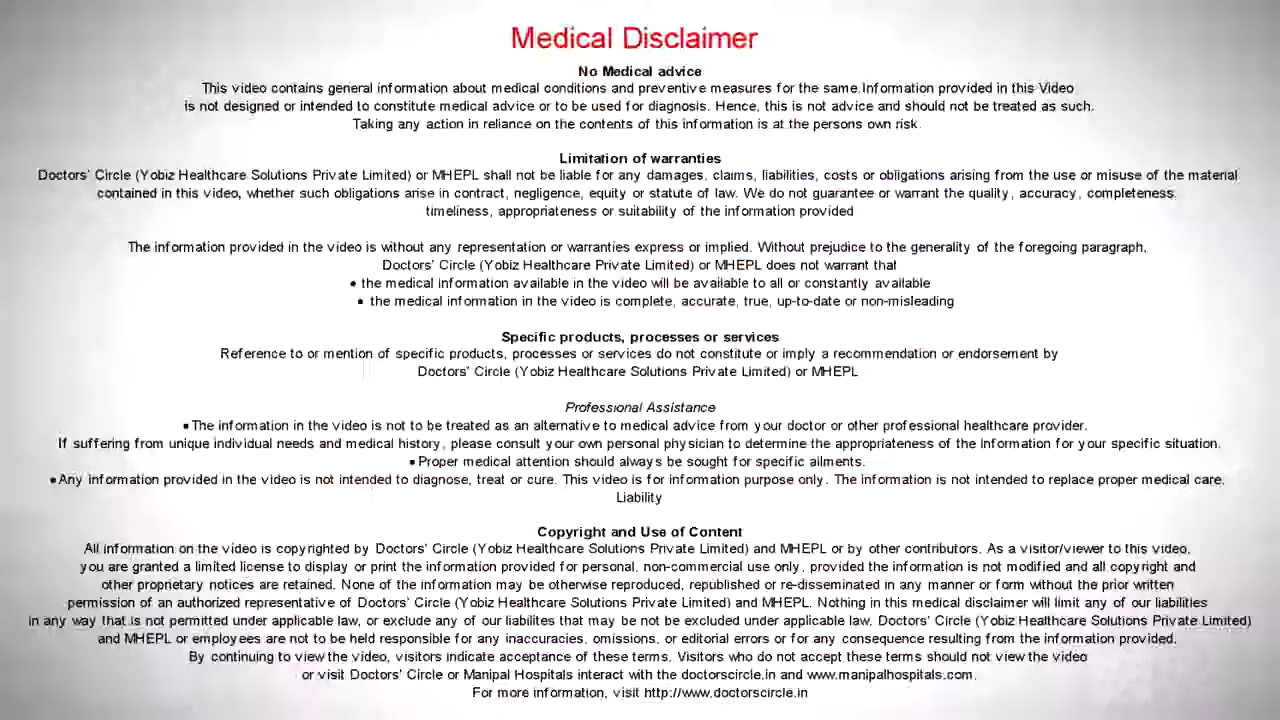 Medical Disclaimer
No Medical advice
This video contains general information about medical conditions and preventive measures for the same.Information provided in this Video
is not designed or intended to constitute medical advice or to be used for diagnosis. Hence, this is not advice and should not be treated as such.
Taking any action in reliance on the contents of this information is at the persons own risk.
Limitation of warranties
Doctors' Circle (Yobiz Healthcare Solutions Private Limited) or MHEPL shall not be liable for any damages, claims, liabilities, costs or obligations arising from the use or misuse of the material
contained in this video, whether such obligations arise in contract, negligence, equity or statute of law. We do not guarantee or warrant the quality, accuracy, completeness,
timeliness, appropriateness or suitability of the information provided
The information provided in the video is without any representation or warranties express or implied. Without prejudice to the generality of the foregoing paragraph,
Doctors' Circle (Yobiz Healthcare Private Limited) or MHEPL does not warrant that
• the medical information available in the video will be available to all or constantly available
• the medical information in the video is complete, accurate, true, up-to-date or non-misleading
Specific products, processes or services
Reference to or mention of specific products, processes or services do not constitute or imply a recommendation or endorsement by
Doctors' Circle (Yobiz Healthcare Solutions Private Limited) or MHEPL
Professional Assistance
•The information in the video is not to be treated as an alternative to medical advice from your doctor or other professional healthcare provider.
If suffering from unique individual needs and medical history, please consult your own personal physician to determine the appropriateness of the Information for your specific situation.
•Proper medical attention should always be sought for specific ailments.
•Any information provided in the video is not intended to diagnose, treat or cure. This video is for information purpose only. The information is not intended to replace proper medical care.
Liability
Copyright and Use of Content
All information on the video is copyrighted by Doctors' Circle (Yobiz Healthcare Solutions Private Limited) and MHEPL or by other contributors. As a visitor/viewer to this video,
you are granted a limited license to display or print the information provided for personal, non-commercial use only, provided the information is not modified and all copyright and
other proprietary notices are retained. None of the information may be otherwise reproduced, republished or re-disseminated in any manner or form without the prior written
permission of an authorized representative of Doctors' Circle (Yobiz Healthcare Solutions Private Limited) and MHEPL. Nothing in this medical disclaimer will limit any of our liabilities
in any way that is not permitted under applicable law, or exclude any of our liabilites that may be not be excluded under applicable law. Doctors' Circle (Yobiz Healthcare Solutions Private Limited)
and MHEPL or employees are not to be held responsible for any inaccuracies, omissions, or editorial errors or for any consequence resulting from the information provided.
By continuing to view the video, visitors indicate acceptance of these terms. Visitors who do not accept these terms should not view the video
or visit Doctors' Circle or Manipal Hospitals interact with the doctorscircle.in and www.manipalhospitals.com.
For more information, visit http://www.doctorscircle.in